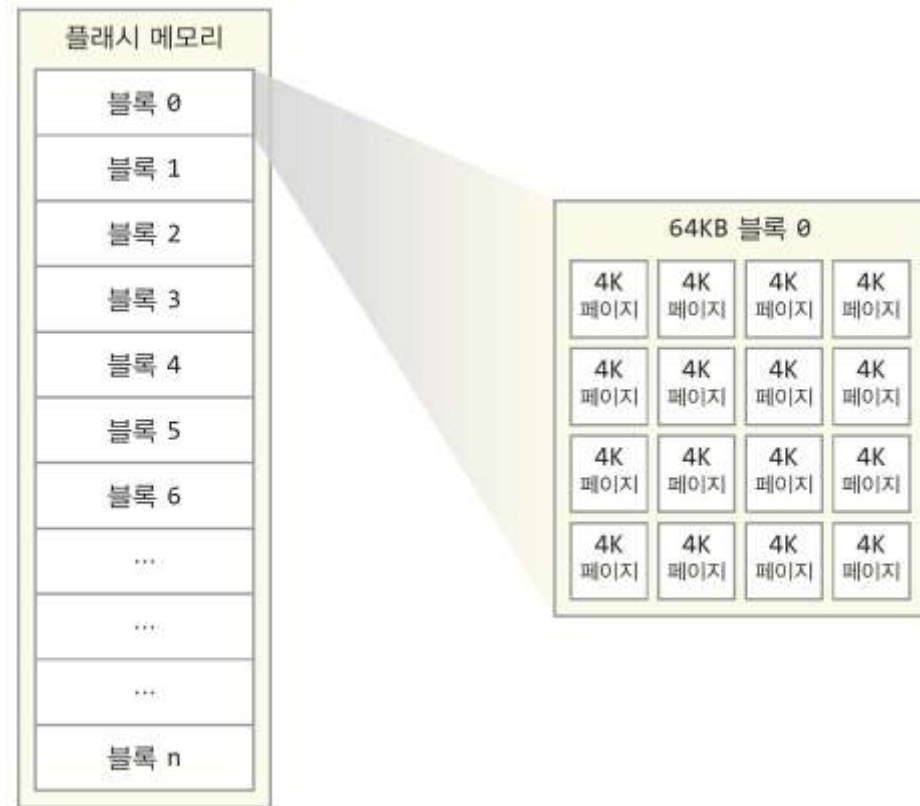 플래시 메모리
블록 0
블록 1
블록 2
블록 3
블록 4
블록 5
블록 6
...
...
...
블록 n
64KB 블록 0
4K 4K 4K 4K
페이지 페이지 페이지 페이지
4K 4K 4K 4K
페이지 페이지 페이지 페이지
4K 4K 4K 4K
페이지 페이지 페이지 페이지
4K 4K 4K 4K
페이지 페이지 페이지 페이지